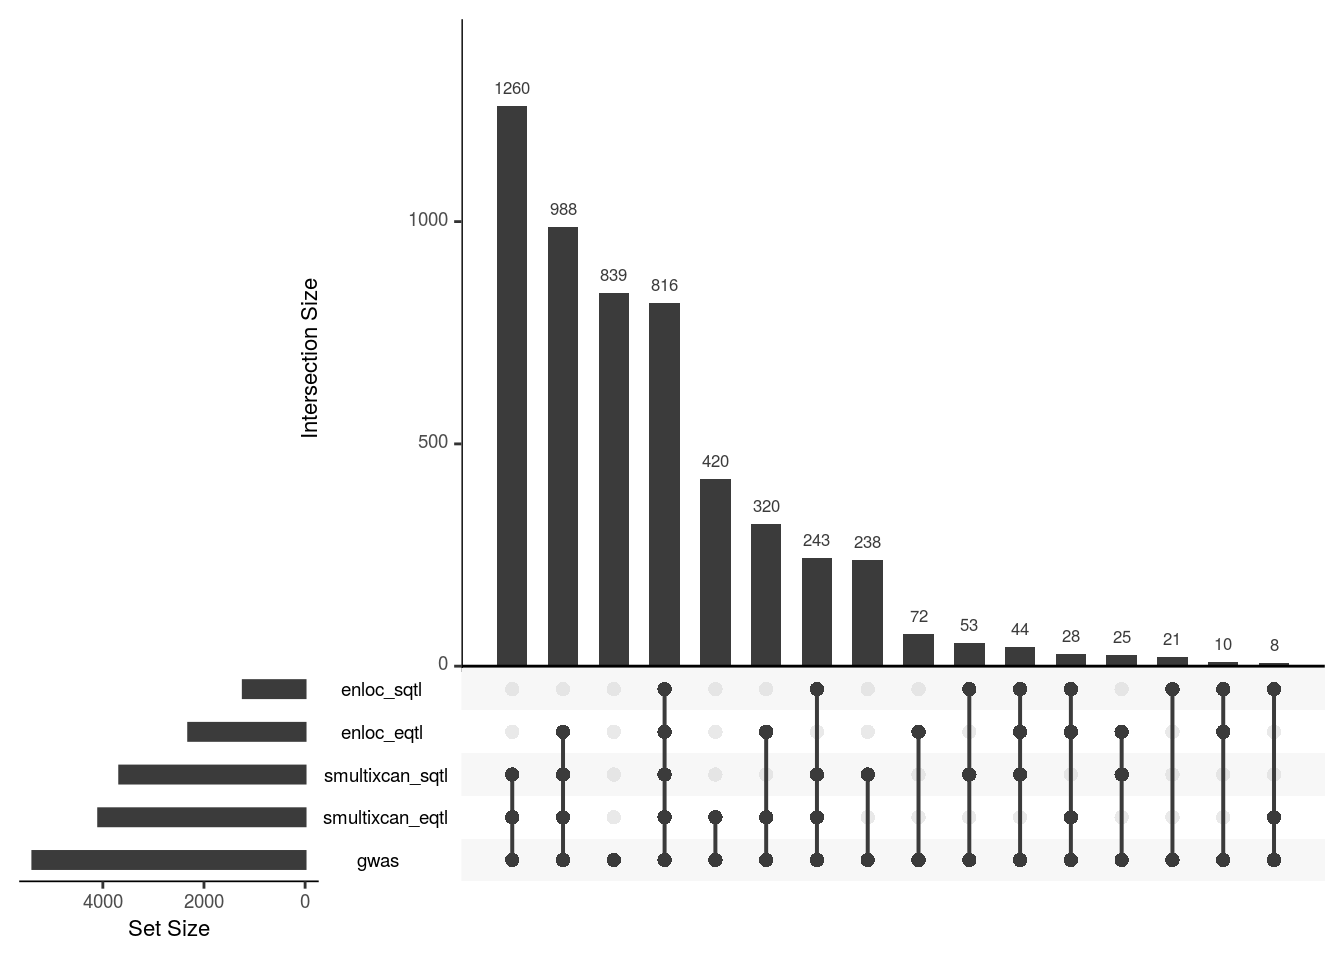 1260
988
839
816
420
320
243
238
72
53
44
28
25
21
10
8
1000
500
0
Intersection Size
enloc_sqtl
enloc_eqtl
smultixcan_sqtl
smultixcan_eqtl
gwas
4000 2000 0
Set Size